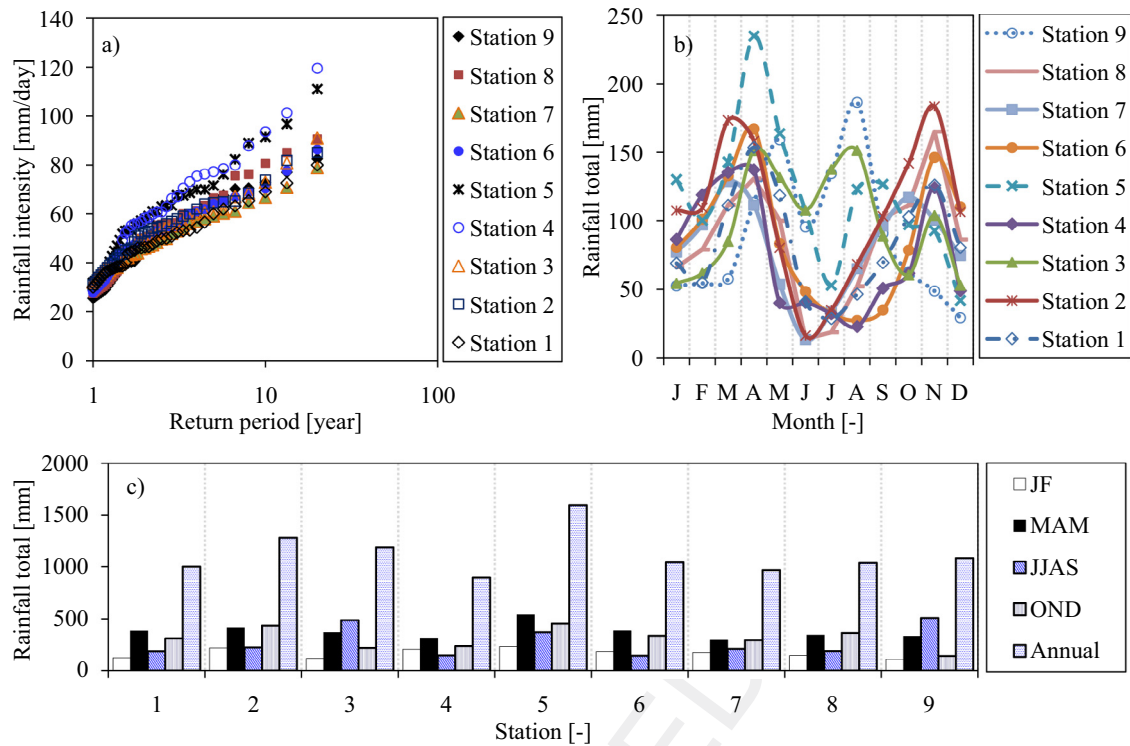 a)
Rainfall intensity [mm/day]
140
120
100
80
60
40
20
0
1
10
100
Return period [year]
Station 9
Station 8
Station 7
Station 6
Station 5
Station 4
Station 3
Station 2
Station 1
b)
Rainfall total [mm]
250
200
150
100
50
0
J F M A M J J A S O N D
Month [-]
Station 9
Station 8
Station 7
Station 6
Station 5
Station 4
Station 3
Station 2
Station 1
c)
Rainfall total [mm]
2000
1500
1000
500
0
1 2 3 4 5 6 7 8 9
Station [-]
JF
MAM
JJAS
OND
Annual